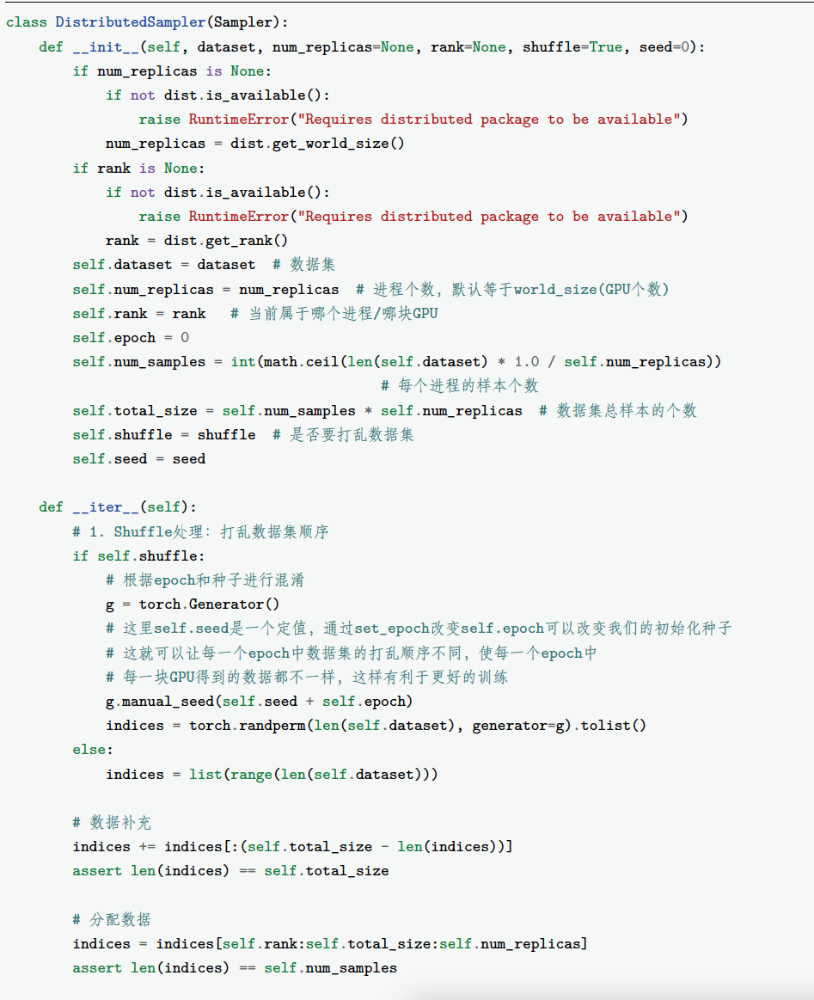 class DistributedSampler(Sampler):
    def __init__(self, dataset, num_replicas=None, rank=None, shuffle=True, seed=0):
        if num_replicas is None:
            if not dist.is_available():
                raise RuntimeError("Requires distributed package to be available")
            num_replicas = dist.get_world_size()
        if rank is None:
            if not dist.is_available():
                raise RuntimeError("Requires distributed package to be available")
            rank = dist.get_rank()
        self.dataset = dataset  # 数据集
        self.num_replicas = num_replicas  # 进程个数，默认等于world_size(GPU个数)
        self.rank = rank   # 当前属于哪个进程/哪块GPU
        self.epoch = 0
        self.num_samples = int(math.ceil(len(self.dataset) * 1.0 / self.num_replicas))
                                             # 每个进程的样本个数
        self.total_size = self.num_samples * self.num_replicas  # 数据集总样本的个数
        self.shuffle = shuffle  # 是否要打乱数据集
        self.seed = seed

    def __iter__(self):
        # 1. Shuffle处理：打乱数据集顺序
        if self.shuffle:
            # 根据epoch和种子进行混淆
            g = torch.Generator()
            # 这里self.seed是一个定值，通过set_epoch改变self.epoch可以改变我们的初始化种子
            # 这就可以让每一个epoch中数据集的打乱顺序不同，使每一个epoch中
            # 每一块GPU得到的数据都不一样，这样有利于更好的训练
            g.manual_seed(self.seed + self.epoch)
            indices = torch.randperm(len(self.dataset), generator=g).tolist()
        else:
            indices = list(range(len(self.dataset)))

        # 数据补充
        indices += indices[:(self.total_size - len(indices))]
        assert len(indices) == self.total_size

        # 分配数据
        indices = indices[self.rank:self.total_size:self.num_replicas]
        assert len(indices) == self.num_samples